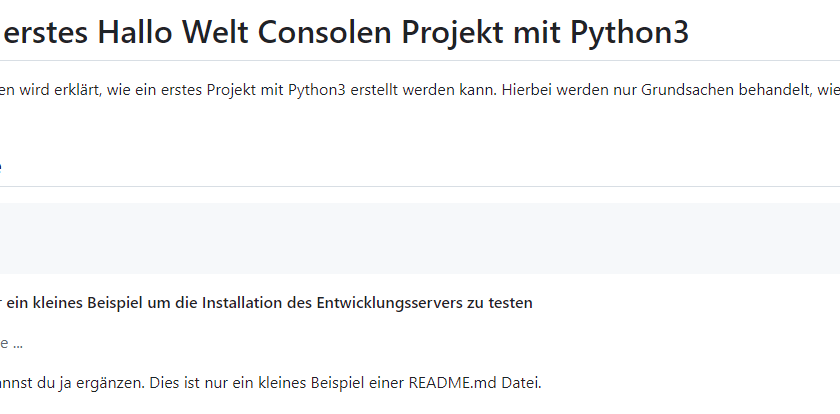 erstes Hallo Welt Consolen Projekt mit Python3
wird erklärt, wie ein erstes Projekt mit Python3 erstellt werden kann. Hierbei werden nur Grundsachen behandelt, wie
ein kleines Beispiel um die Installation des Entwicklungsservers zu testen
e ...
du ja ergänzen. Dies ist nur ein kleines Beispiel einer README.md Datei.